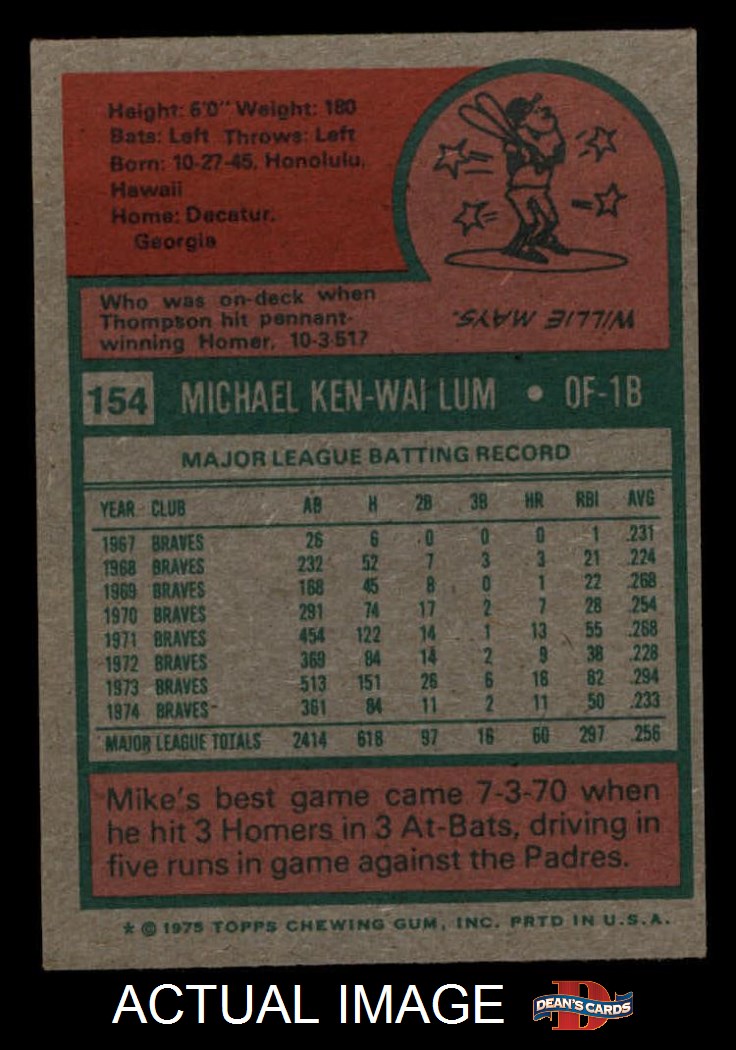 Height: 6'0" Weight: 180
Bats: Left Throws: Left
Born: 10-27-45, Honolulu,
Hawaii
Home: Decatur,
Georgia
Who was on-deck when
Thompson hit pennant-
winning Homer, 10-3-51?
WILLIE MAYS.
154 MICHAEL KEN-WAI LUM • OF-1B
MAJOR LEAGUE BATTING RECORD
YEAR CLUB AB H 2B 3B HR RBI AVG
1967 BRAVES 26 6 0 0 0 1 .231
1968 BRAVES 232 52 7 3 3 21 .224
1969 BRAVES 168 45 8 0 1 22 .268
1970 BRAVES 291 74 17 2 7 28 .254
1971 BRAVES 454 122 14 1 13 55 .268
1972 BRAVES 369 84 14 2 9 38 .228
1973 BRAVES 513 151 26 6 16 82 .294
1974 BRAVES 361 84 11 2 11 50 .233
MAJOR LEAGUE TOTALS 2414 618 97 16 60 297 .256
Mike's best game came 7-3-70 when
he hit 3 Homers in 3 At-Bats, driving in
five runs in game against the Padres.
* © 1975 TOPPS CHEWING GUM, INC. PRTD IN U.S.A.
ACTUAL IMAGE
D
DEAN'S CARDS